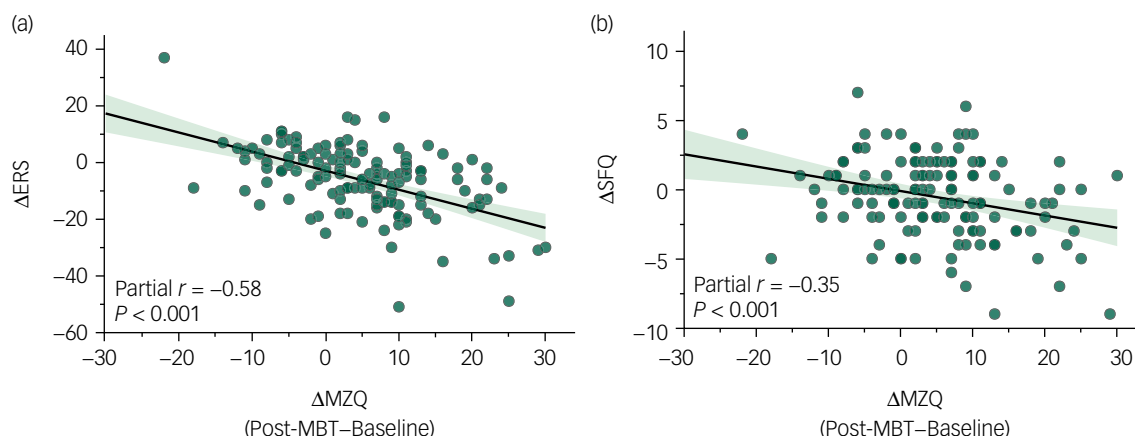 (a)
40
20
0
−20
−40
−60
ΔERS
Partial r = −0.58
P < 0.001
−30 −20 −10 0 10 20 30
ΔMZQ
(Post-MBT–Baseline)
(b)
10
5
0
−5
−10
ΔSFQ
Partial r = −0.35
P < 0.001
−30 −20 −10 0 10 20 30
ΔMZQ
(Post-MBT–Baseline)